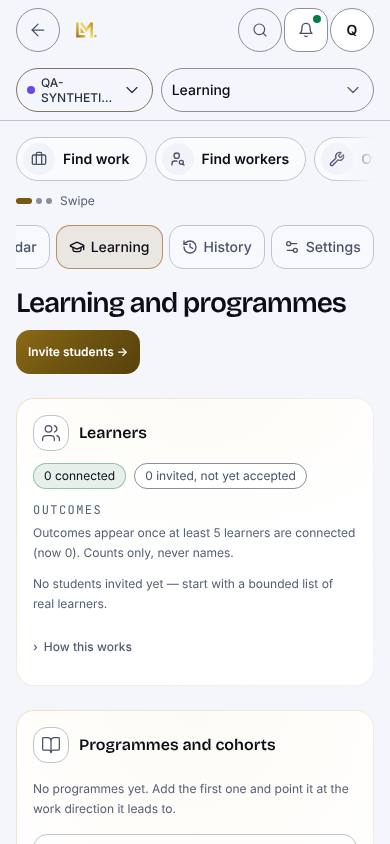 LM.
Q
QA-
SYNTHETI...
Learning
Find work
Find workers
Swipe
dar
Learning
History
Settings
Learning and programmes
Invite students →
Learners
0 connected
0 invited, not yet accepted
OUTCOMES
Outcomes appear once at least 5 learners are connected
(now 0). Counts only, never names.
No students invited yet — start with a bounded list of
real learners.
› How this works
Programmes and cohorts
No programmes yet. Add the first one and point it at the
work direction it leads to.